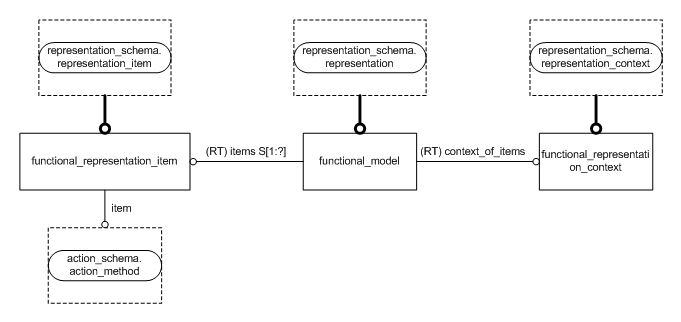 representation_schema.
representation_item
representation_schema.
representation
representation_schema.
representation_context
functional_representation_item
(RT) items S[1:?]
functional_model
(RT) context_of_items
functional_representati
on_context
item
action_schema.
action_method